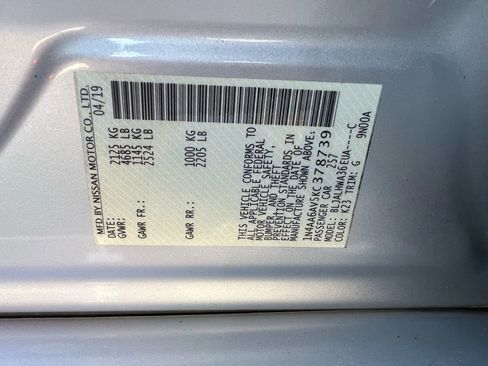 MFD BY NISSAN MOTOR CO., LTD.
DATE: 04/19
GVWR: 2125 KG
4685 LB
GAWR FR: 1145 KG
2524 LB
GAWR RR: 1000 KG
2205 LB
THIS VEHICLE CONFORMS TO
ALL APPLICABLE FEDERAL
MOTOR VEHICLE SAFETY,
BUMPER, AND THEFT
PREVENTION STANDARDS IN
EFFECT ON THE DATE OF
MANUFACTURE SHOWN ABOVE:
1N4AA6AV5KC378739
PASSENGER CAR 257
MODEL: BLJALHWA36EUA----C
COLOR: K23 TRIM: G 9N00A